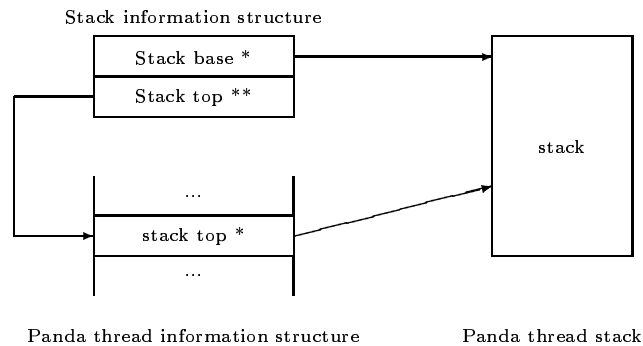 Stack information structure
Stack base *
Stack top **
stack
...
stack top *
...
Panda thread information structure
Panda thread stack